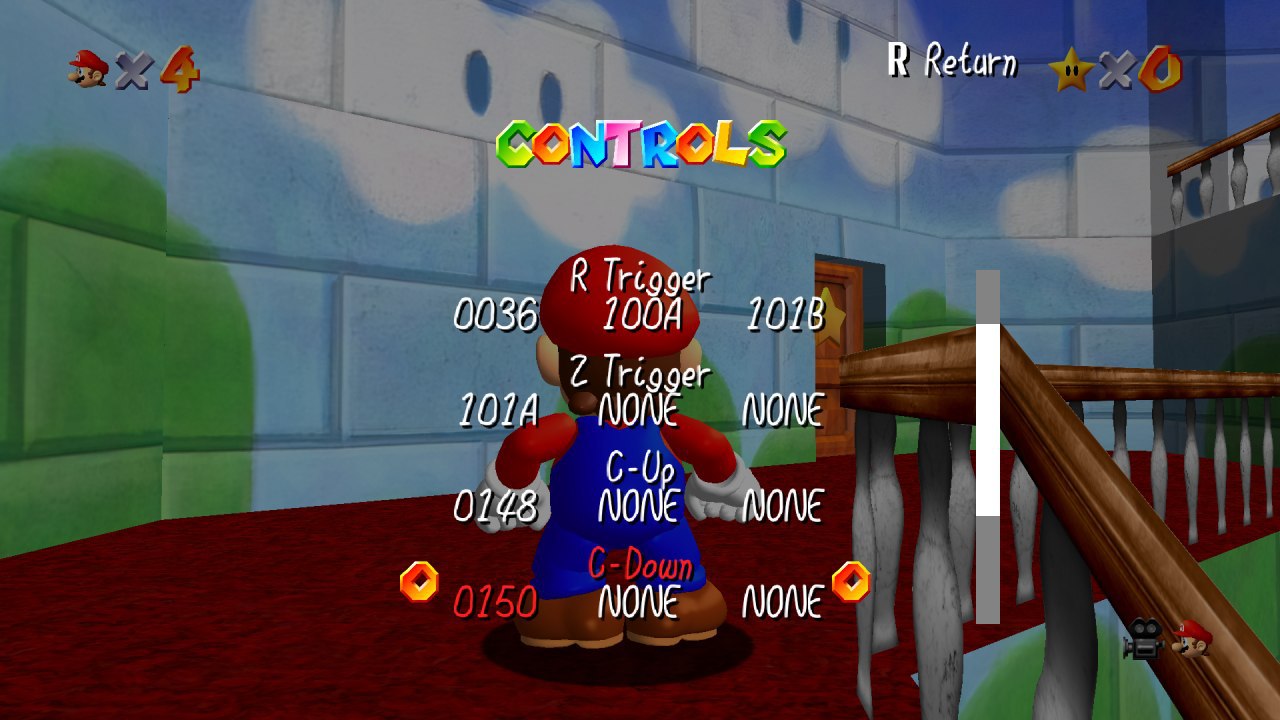 ×4
R Return
×0
CONTROLS
R Trigger
0036 100A 101B
Z Trigger
101A NONE NONE
C-Up
0148 NONE NONE
C-Down
0150 NONE NONE